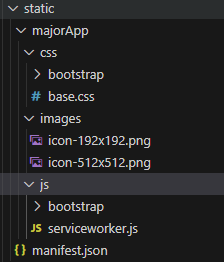 static
majorApp
css
bootstrap
# base.css
images
icon-192x192.png
icon-512x512.png
js
bootstrap
JS serviceworker.js
{} manifest.json